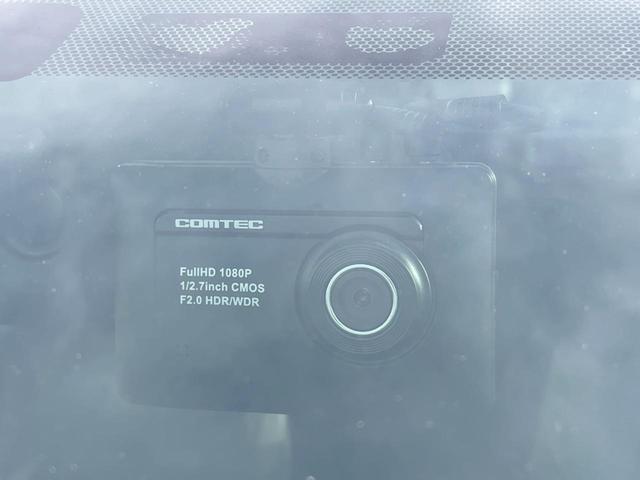 COMTEC
FullHD 1080P
1/2.7inch CMOS
F2.0 HDR/WDR